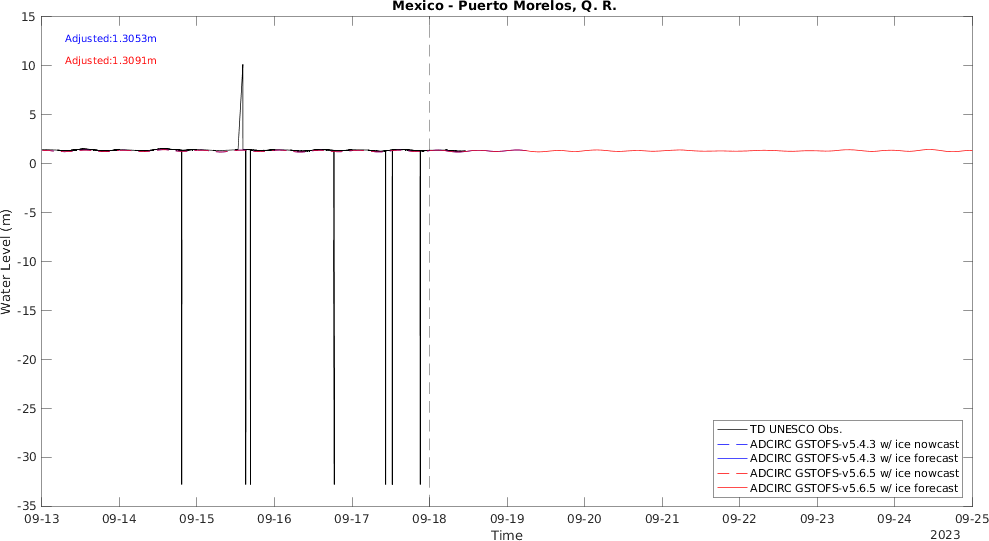 Mexico - Puerto Morelos, Q. R.
Adjusted:1.3053m
Adjusted:1.3091m
15
10
5
0
-5
-10
-15
-20
-25
-30
-35
Water Level (m)
TD UNESCO Obs.
ADCIRC GSTOFS-v5.4.3 w/ ice nowcast
ADCIRC GSTOFS-v5.4.3 w/ ice forecast
ADCIRC GSTOFS-v5.6.5 w/ ice nowcast
ADCIRC GSTOFS-v5.6.5 w/ ice forecast
09-13 09-14 09-15 09-16 09-17 09-18 09-19 09-20 09-21 09-22 09-23 09-24 09-25
Time
2023